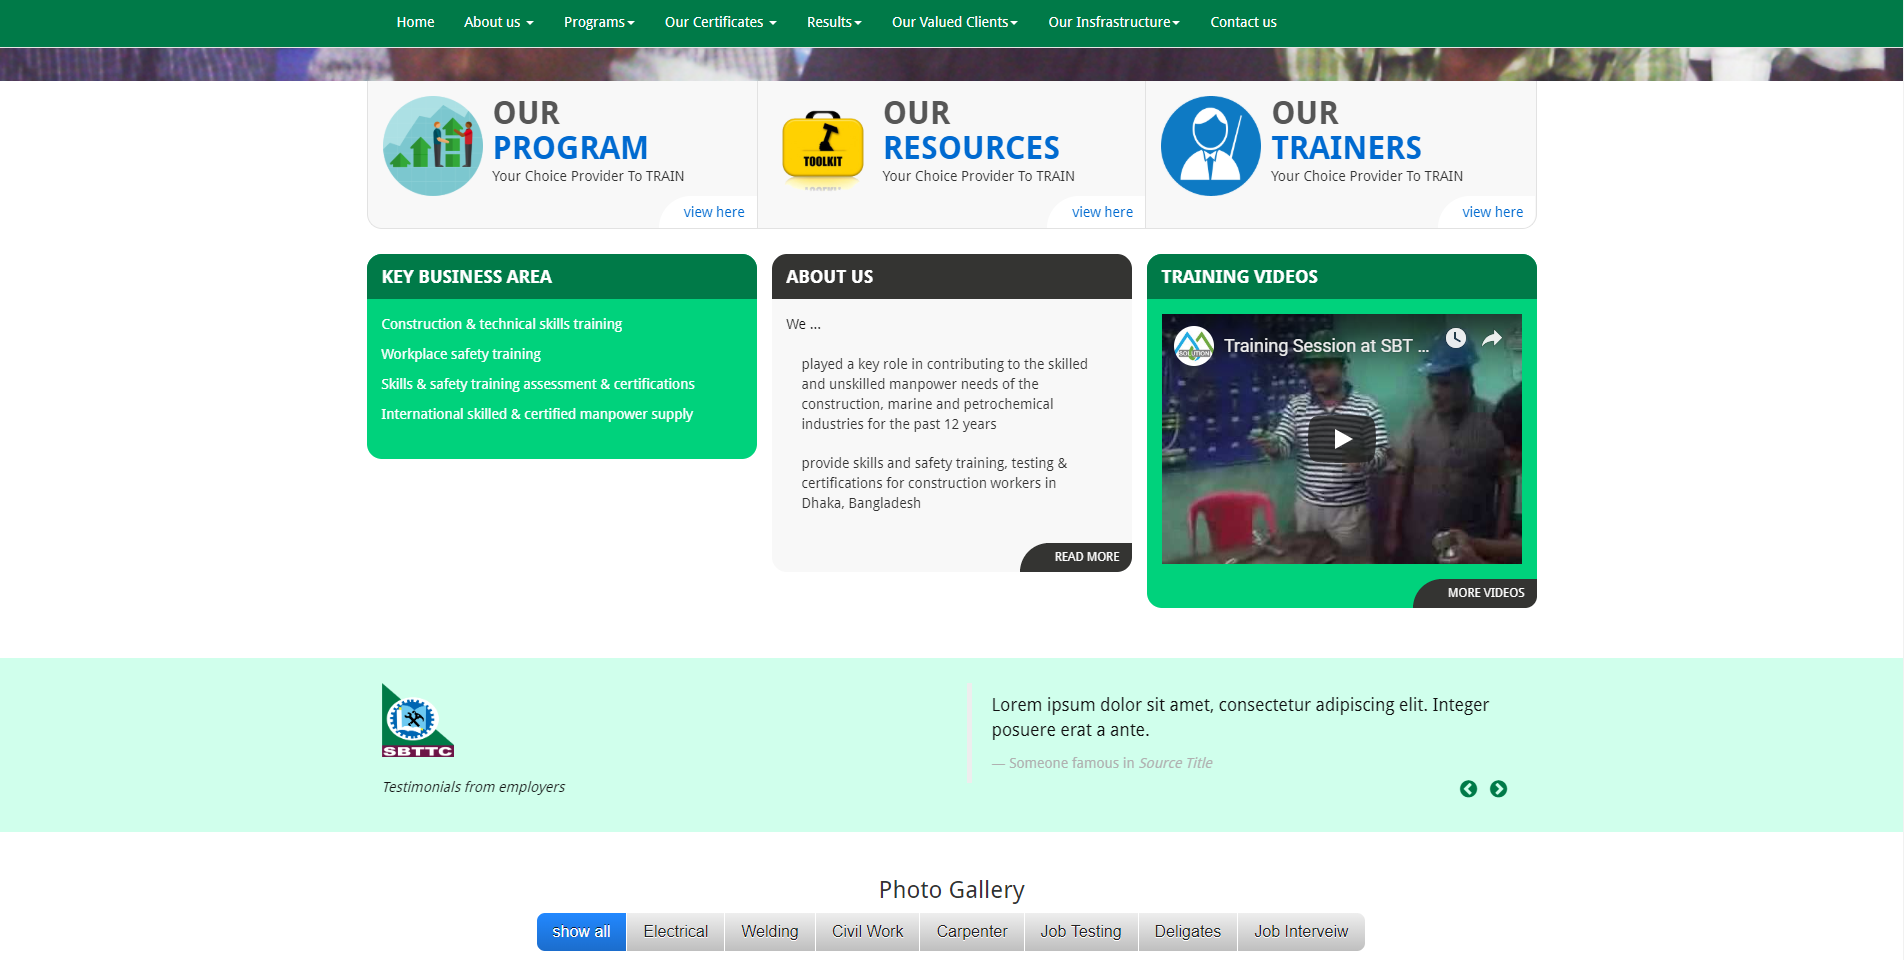 Home About us Programs Our Certificates Results Our Valued Clients Our Insfrastructure Contact us
OUR
PROGRAM
Your Choice Provider To TRAIN
view here
TOOLKIT
OUR
RESOURCES
Your Choice Provider To TRAIN
view here
OUR
TRAINERS
Your Choice Provider To TRAIN
view here
KEY BUSINESS AREA
Construction & technical skills training
Workplace safety training
Skills & safety training assessment & certifications
International skilled & certified manpower supply
ABOUT US
We ...
played a key role in contributing to the skilled
and unskilled manpower needs of the
construction, marine and petrochemical
industries for the past 12 years
provide skills and safety training, testing &
certifications for construction workers in
Dhaka, Bangladesh
READ MORE
TRAINING VIDEOS
SOLUTION
Training Session at SBT ...
MORE VIDEOS
SBTTC
Testimonials from employers
Lorem ipsum dolor sit amet, consectetur adipiscing elit. Integer
posuere erat a ante.
— Someone famous in Source Title
Photo Gallery
show all Electrical Welding Civil Work Carpenter Job Testing Deligates Job Interveiw